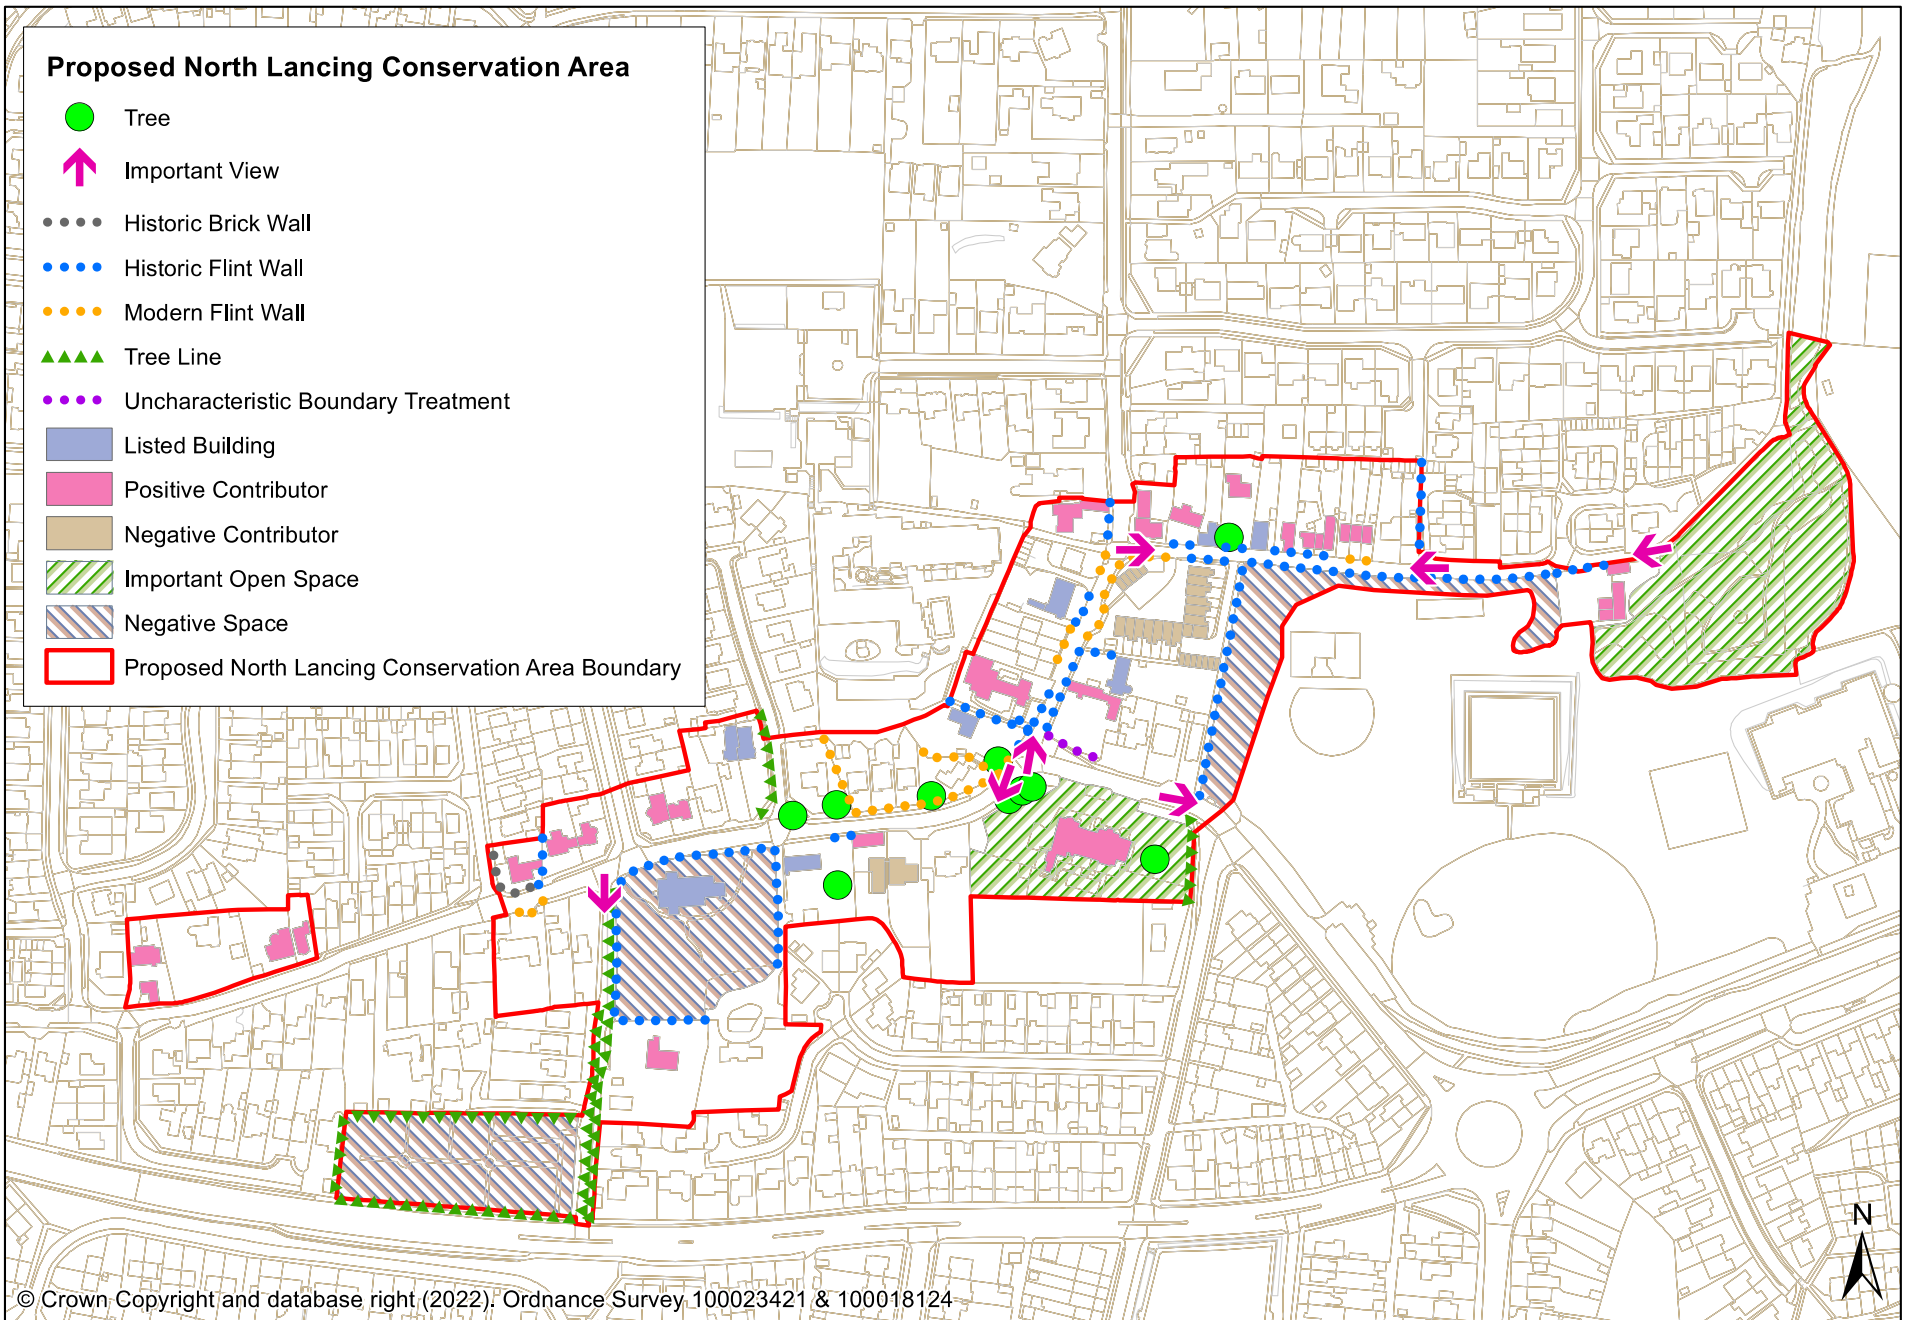 Proposed North Lancing Conservation Area
Tree
Important View
Historic Brick Wall
Historic Flint Wall
Modern Flint Wall
Tree Line
Uncharacteristic Boundary Treatment
Listed Building
Positive Contributor
Negative Contributor
Important Open Space
Negative Space
Proposed North Lancing Conservation Area Boundary
N
© Crown Copyright and database right (2022). Ordnance Survey 100023421 & 100018124